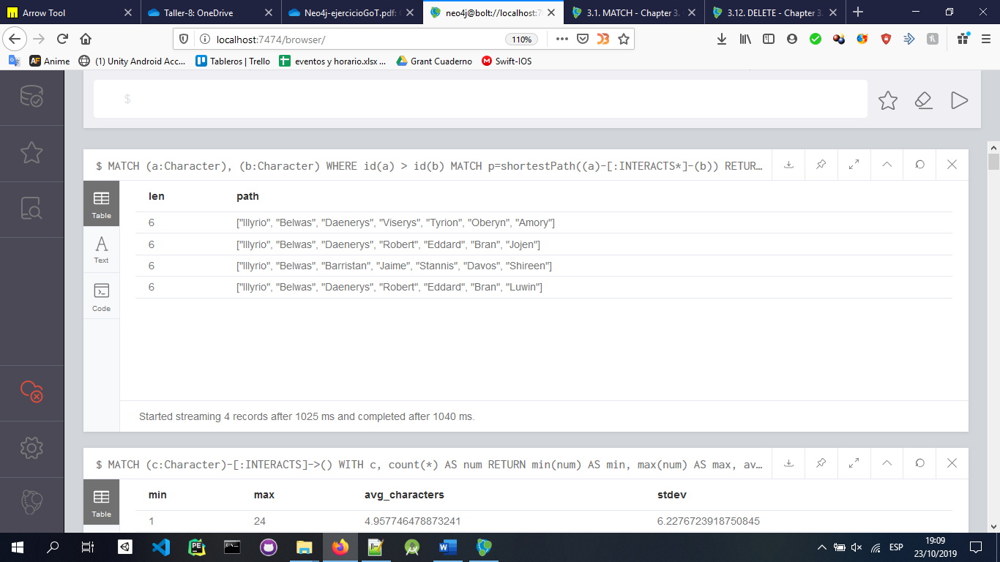 Arrow Tool
Taller-8: OneDrive
Neo4j-ejercicioGoT.pdf:
neo4j@bolt://localhost:7
3.1. MATCH - Chapter 3.
3.12. DELETE - Chapter 3.
localhost:7474/browser/
110%
Anime
(1) Unity Android Acc...
Tableros | Trello
eventos y horario.xlsx ...
Grant Cuaderno
Swift-IOS
$
$ MATCH (a:Character), (b:Character) WHERE id(a) > id(b) MATCH p=shortestPath((a)-[:INTERACTS*]-(b)) RETUR...
Table
Text
Code
len path
6 ["Illyrio", "Belwas", "Daenerys", "Viserys", "Tyrion", "Oberyn", "Amory"]
6 ["Illyrio", "Belwas", "Daenerys", "Robert", "Eddard", "Bran", "Jojen"]
6 ["Illyrio", "Belwas", "Barristan", "Jaime", "Stannis", "Davos", "Shireen"]
6 ["Illyrio", "Belwas", "Daenerys", "Robert", "Eddard", "Bran", "Luwin"]
Started streaming 4 records after 1025 ms and completed after 1040 ms.
$ MATCH (c:Character)-[:INTERACTS]->() WITH c, count(*) AS num RETURN min(num) AS min, max(num) AS max, av...
Table
min max avg_characters stdev
1 24 4.957746478873241 6.2276723918750845
ESP
19:09
23/10/2019